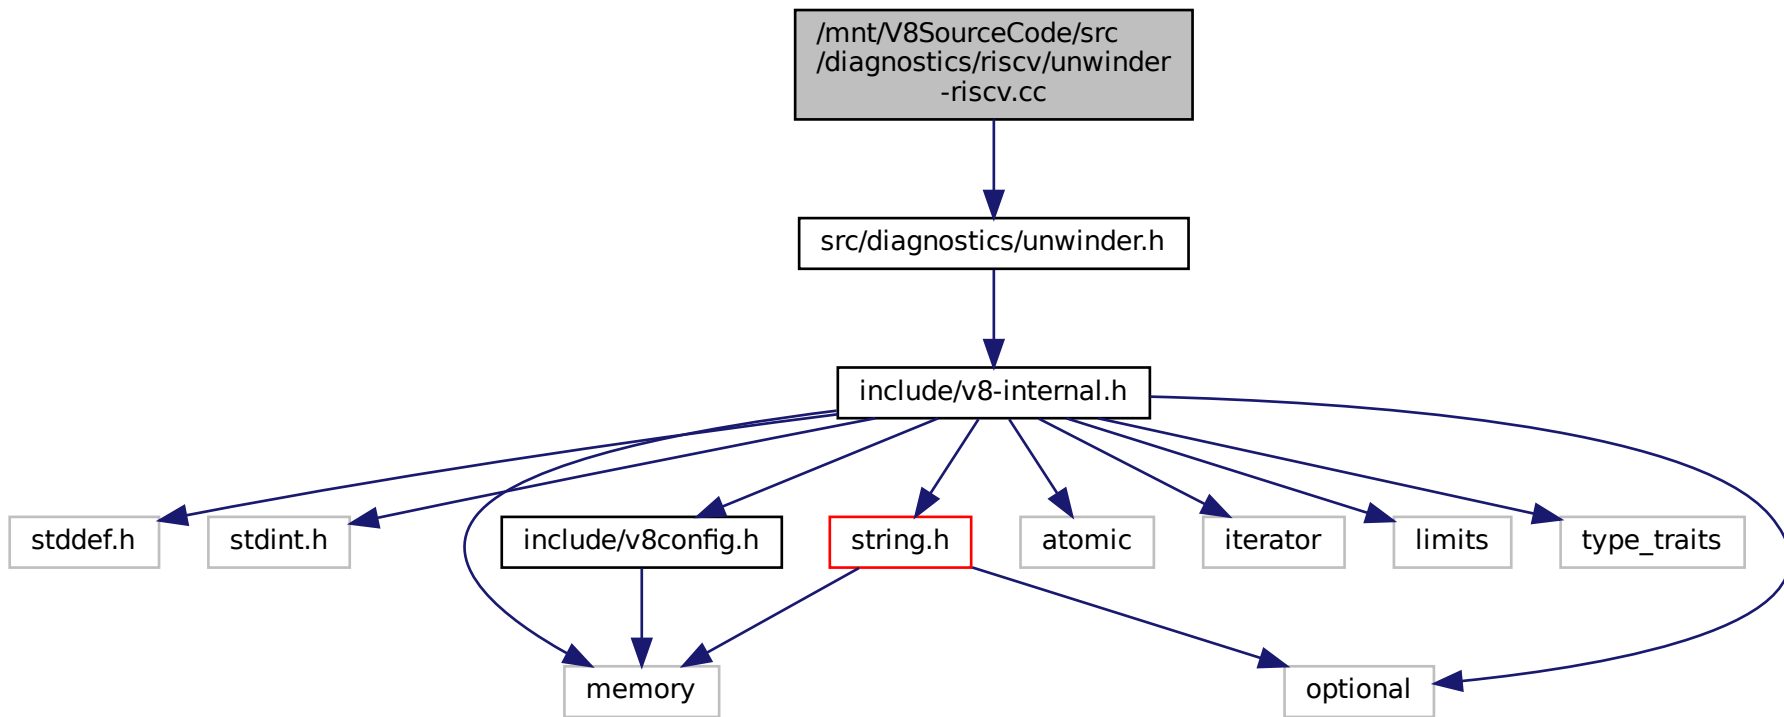 /mnt/V8SourceCode/src
/diagnostics/riscv/unwinder
-riscv.cc
src/diagnostics/unwinder.h
include/v8-internal.h
stddef.h
stdint.h
include/v8config.h
string.h
atomic
iterator
limits
type_traits
memory
optional